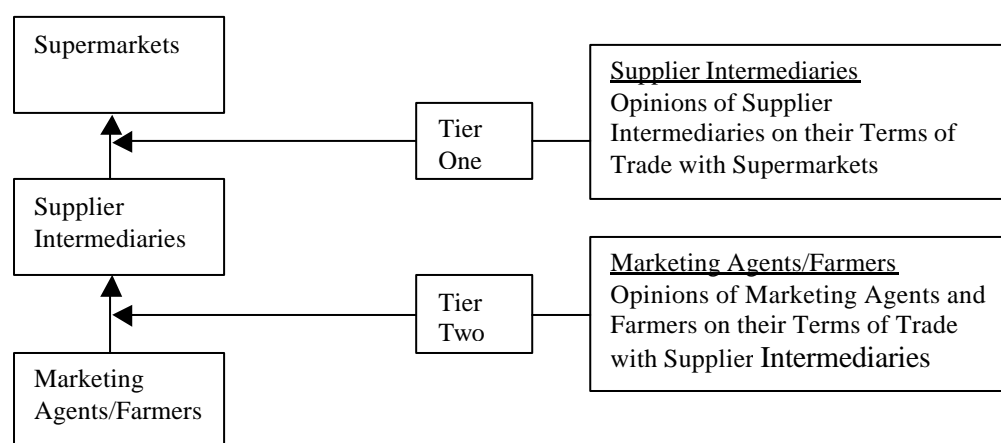 Supermarkets
Supplier Intermediaries
Opinions of Supplier
Intermediaries on their Terms of
Trade with Supermarkets
Tier
One
Supplier
Intermediaries
Marketing Agents/Farmers
Opinions of Marketing Agents and
Farmers on their Terms of Trade
with Supplier Intermediaries
Tier
Two
Marketing
Agents/Farmers